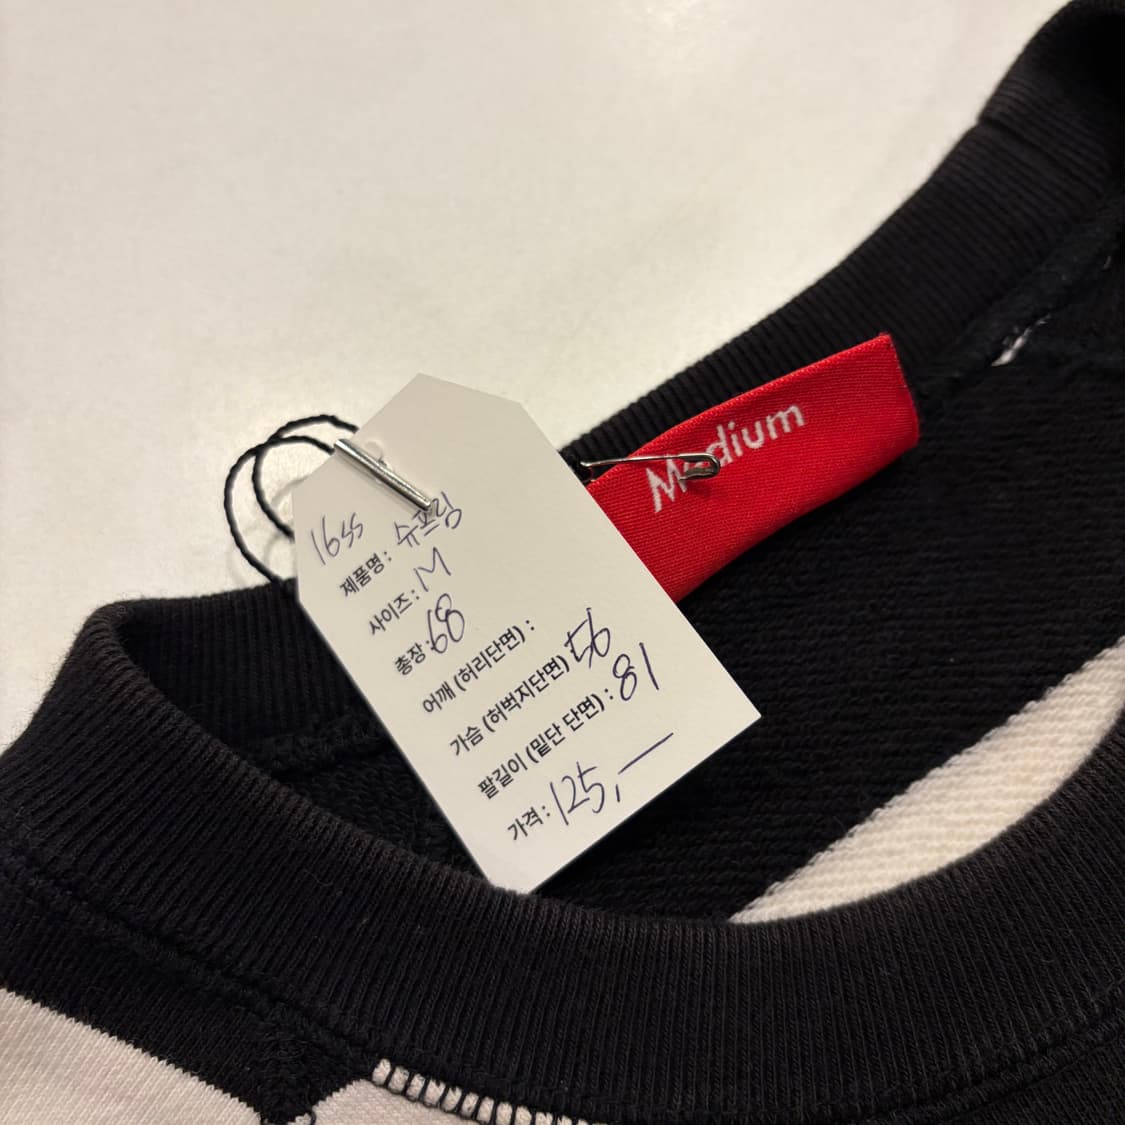 16ss
제품명 : 슈프림
사이즈 : M
총장 : 68
어깨 (허리단면) :
가슴 (허벅지단면) 56
팔길이 (밑단 단면) : 81
가격 : 125,—
Medium